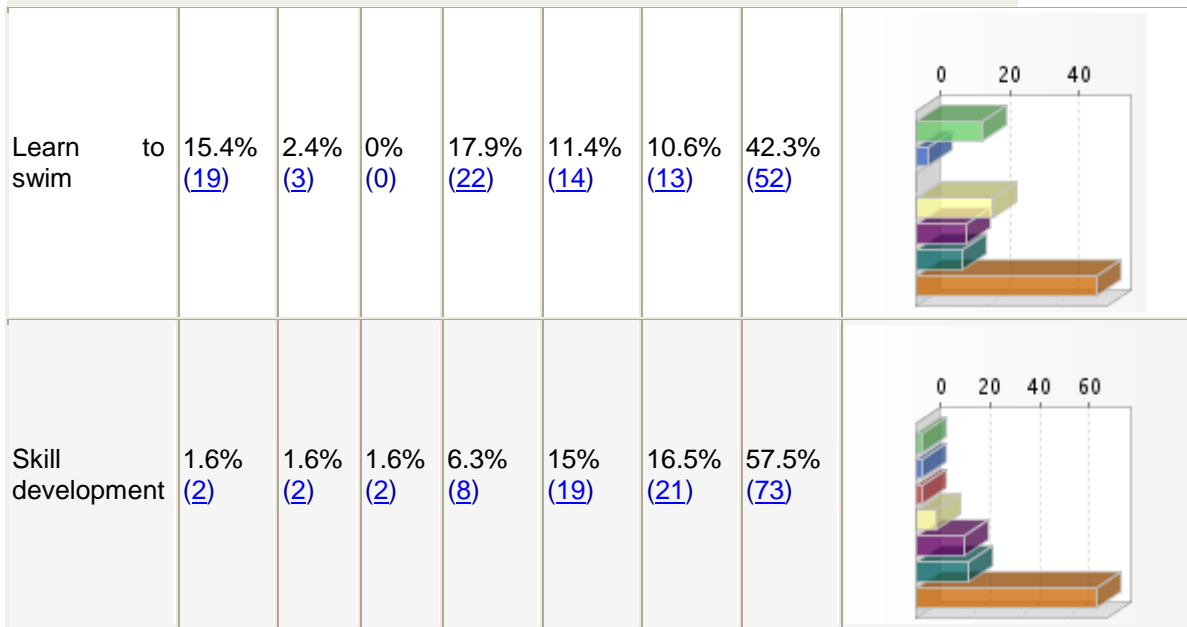 0 20 40
Learn to 15.4% 2.4% 0% 17.9% 11.4% 10.6% 42.3%
swim (19) (3) (0) (22) (14) (13) (52)
0 20 40 60
Skill 1.6% 1.6% 1.6% 6.3% 15% 16.5% 57.5%
development (2) (2) (2) (8) (19) (21) (73)